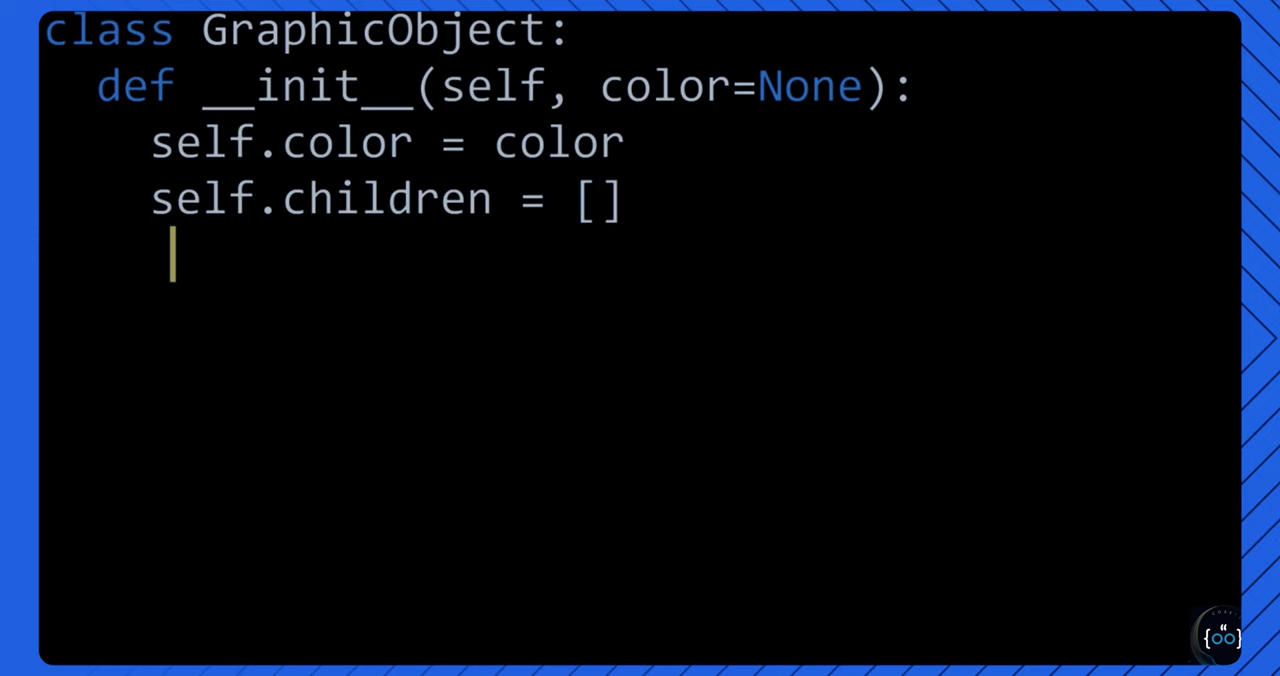 class GraphicObject:
  def __init__(self, color=None):
    self.color = color
    self.children = []